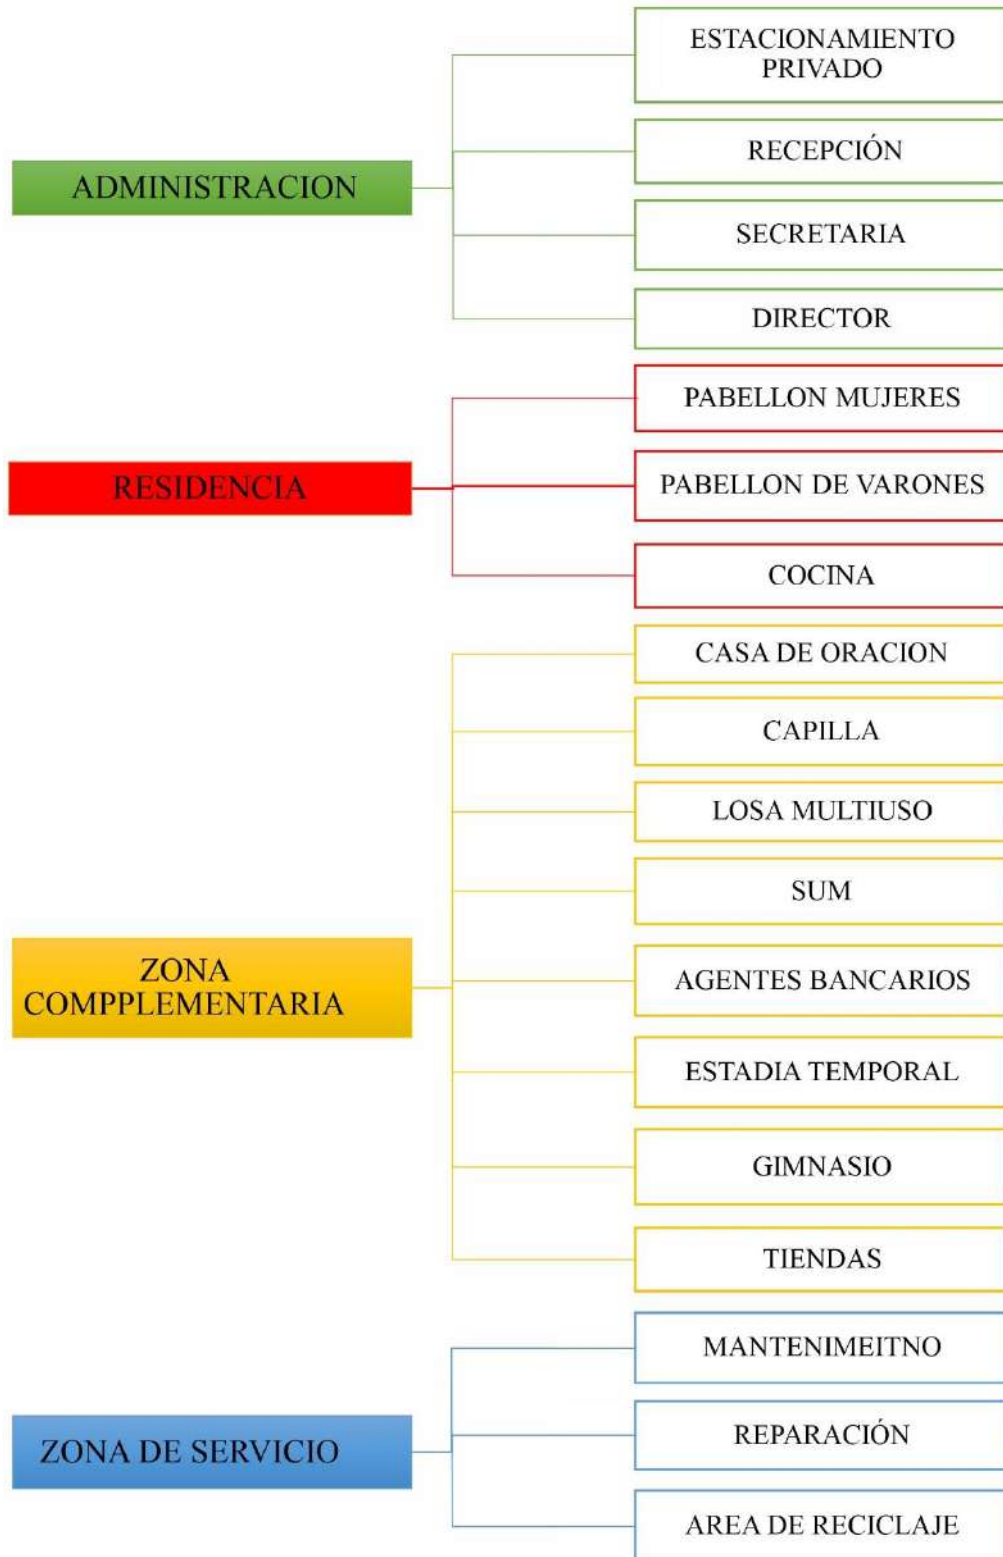 ADMINISTRACION
ESTACIONAMIENTO
PRIVADO
RECEPCIÓN
SECRETARIA
DIRECTOR
RESIDENCIA
PABELLON MUJERES
PABELLON DE VARONES
COCINA
ZONA
COMPPLEMENTARIA
CASA DE ORACION
CAPILLA
LOSA MULTIUSO
SUM
AGENTES BANCARIOS
ESTADIA TEMPORAL
GIMNASIO
TIENDAS
ZONA DE SERVICIO
MANTENIMEITNO
REPARACIÓN
AREA DE RECICLAJE